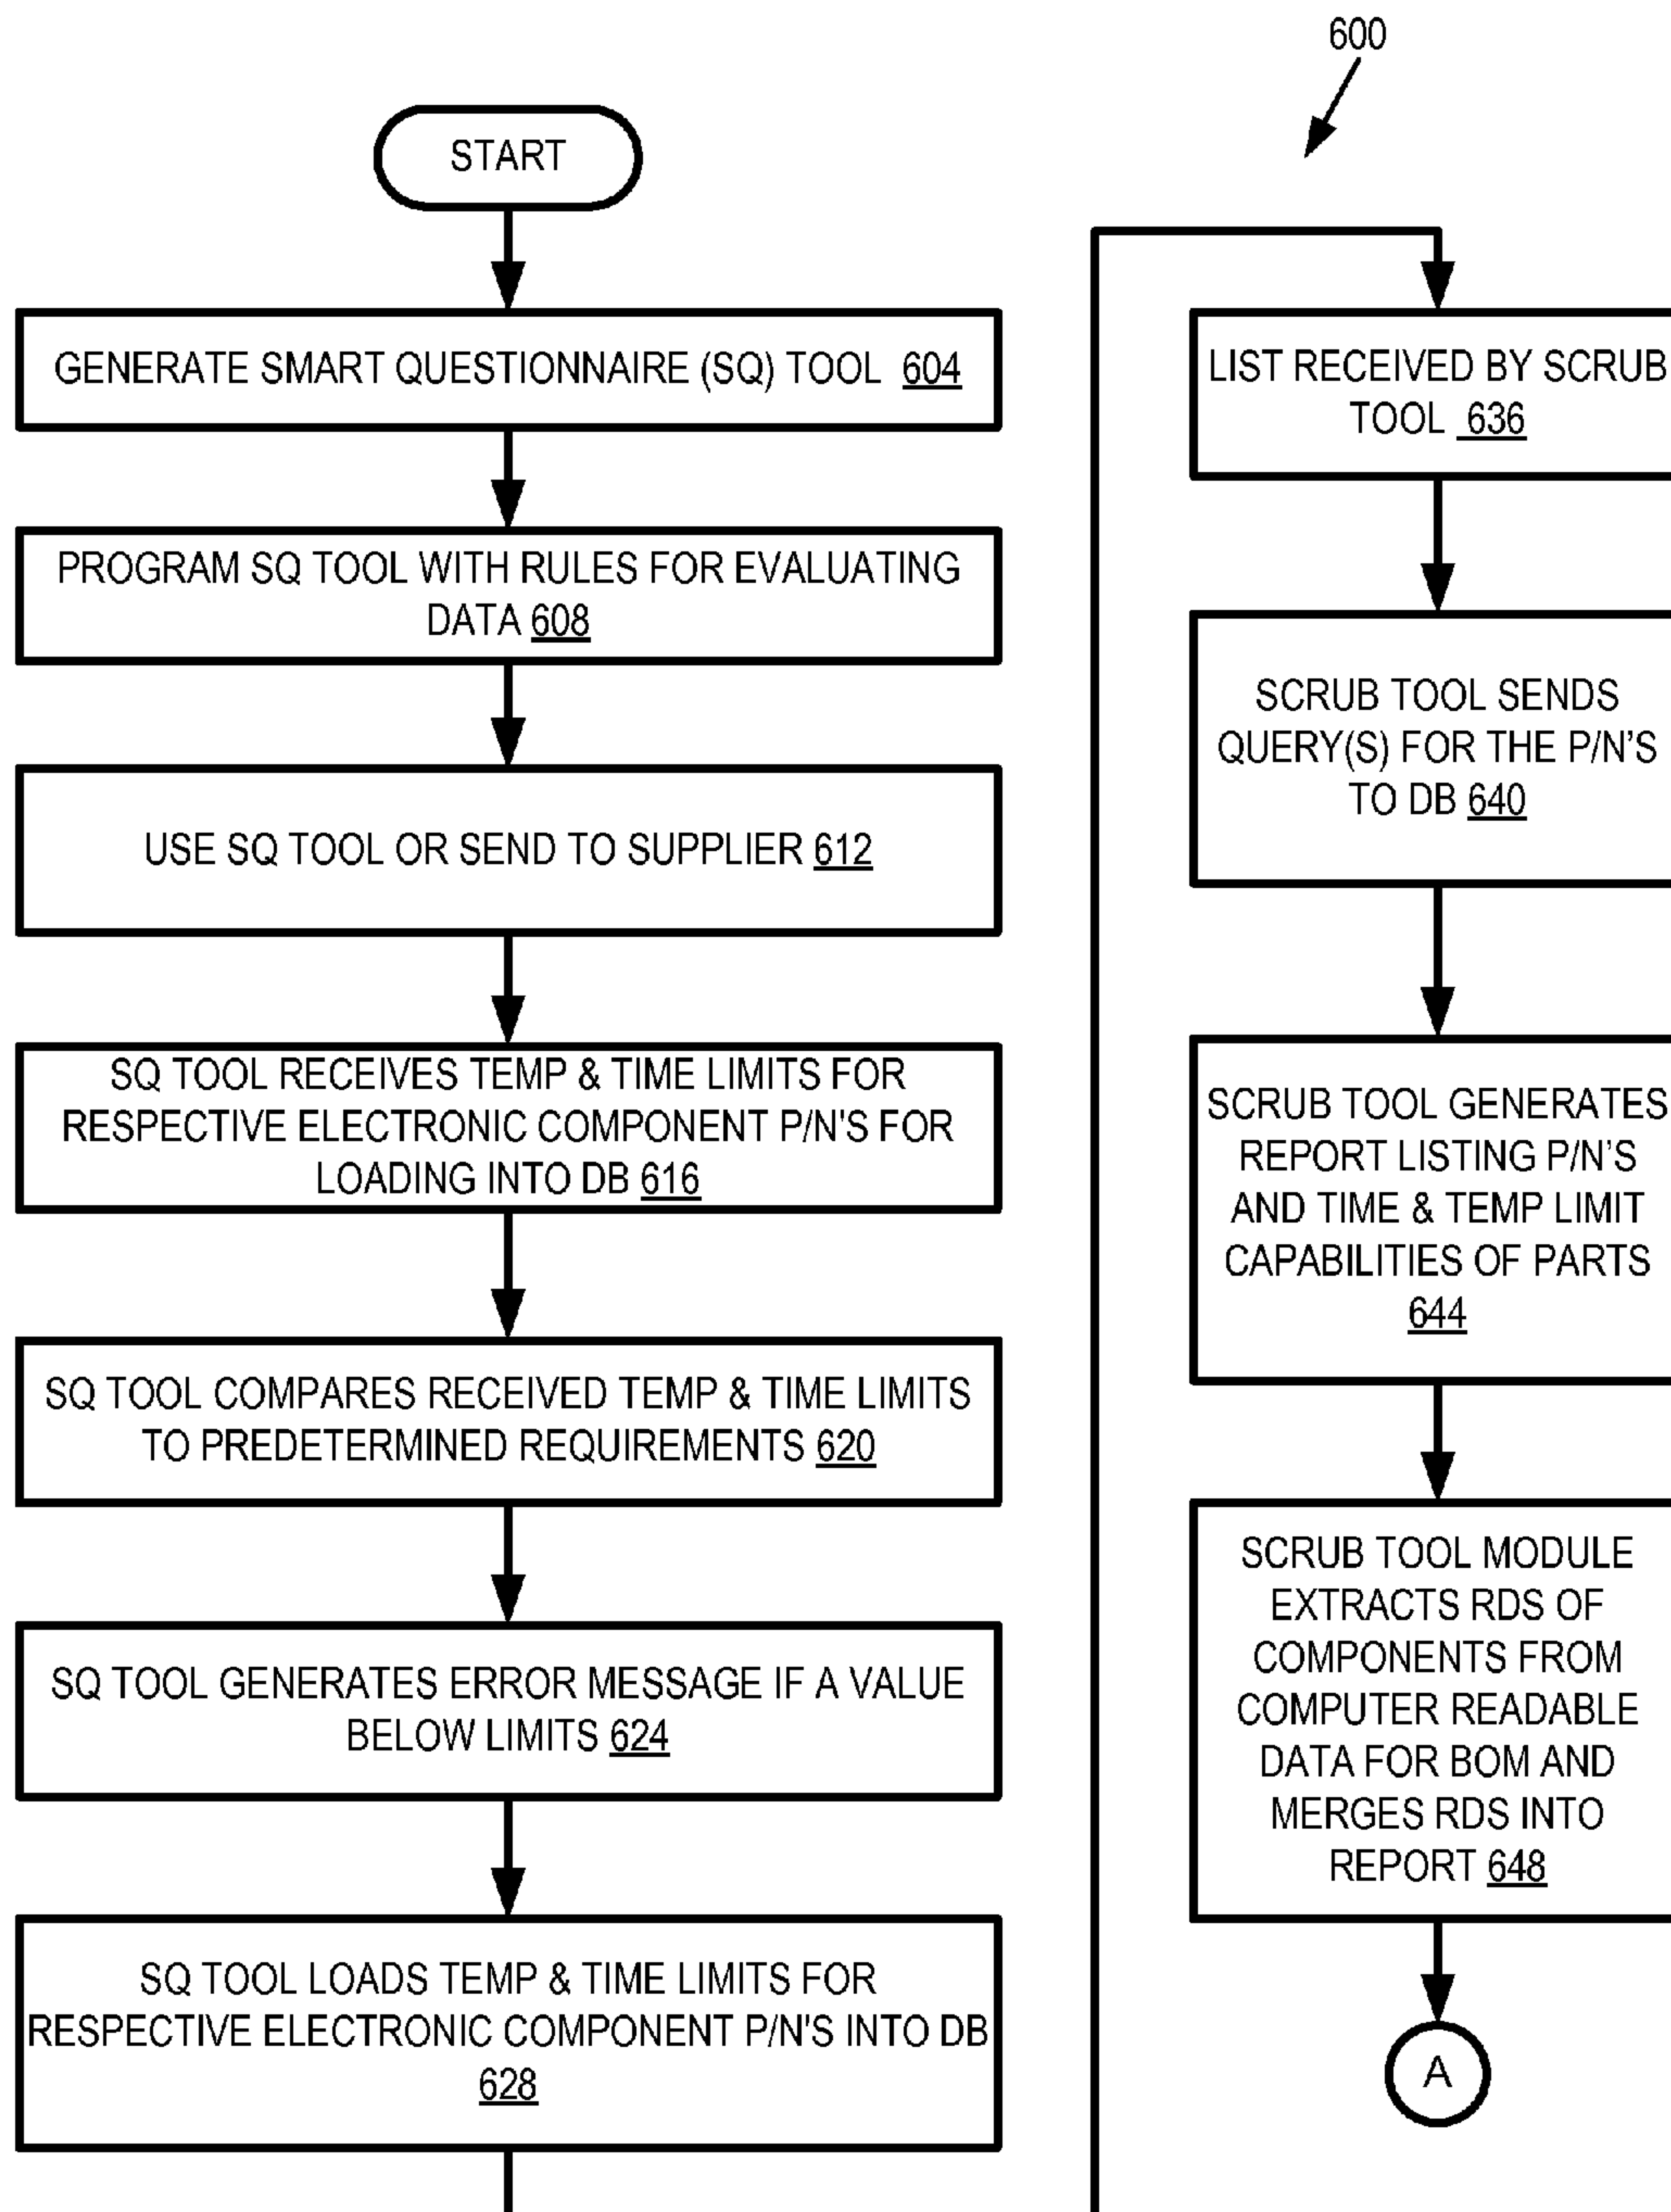 600
START
GENERATE SMART QUESTIONNAIRE (SQ) TOOL 604
PROGRAM SQ TOOL WITH RULES FOR EVALUATING
DATA 608
USE SQ TOOL OR SEND TO SUPPLIER 612
SQ TOOL RECEIVES TEMP & TIME LIMITS FOR
RESPECTIVE ELECTRONIC COMPONENT P/N'S FOR
LOADING INTO DB 616
SQ TOOL COMPARES RECEIVED TEMP & TIME LIMITS
TO PREDETERMINED REQUIREMENTS 620
SQ TOOL GENERATES ERROR MESSAGE IF A VALUE
BELOW LIMITS 624
SQ TOOL LOADS TEMP & TIME LIMITS FOR
RESPECTIVE ELECTRONIC COMPONENT P/N'S INTO DB
628
LIST RECEIVED BY SCRUB
TOOL 636
SCRUB TOOL SENDS
QUERY(S) FOR THE P/N'S
TO DB 640
SCRUB TOOL GENERATES
REPORT LISTING P/N'S
AND TIME & TEMP LIMIT
CAPABILITIES OF PARTS
644
SCRUB TOOL MODULE
EXTRACTS RDS OF
COMPONENTS FROM
COMPUTER READABLE
DATA FOR BOM AND
MERGES RDS INTO
REPORT 648
A